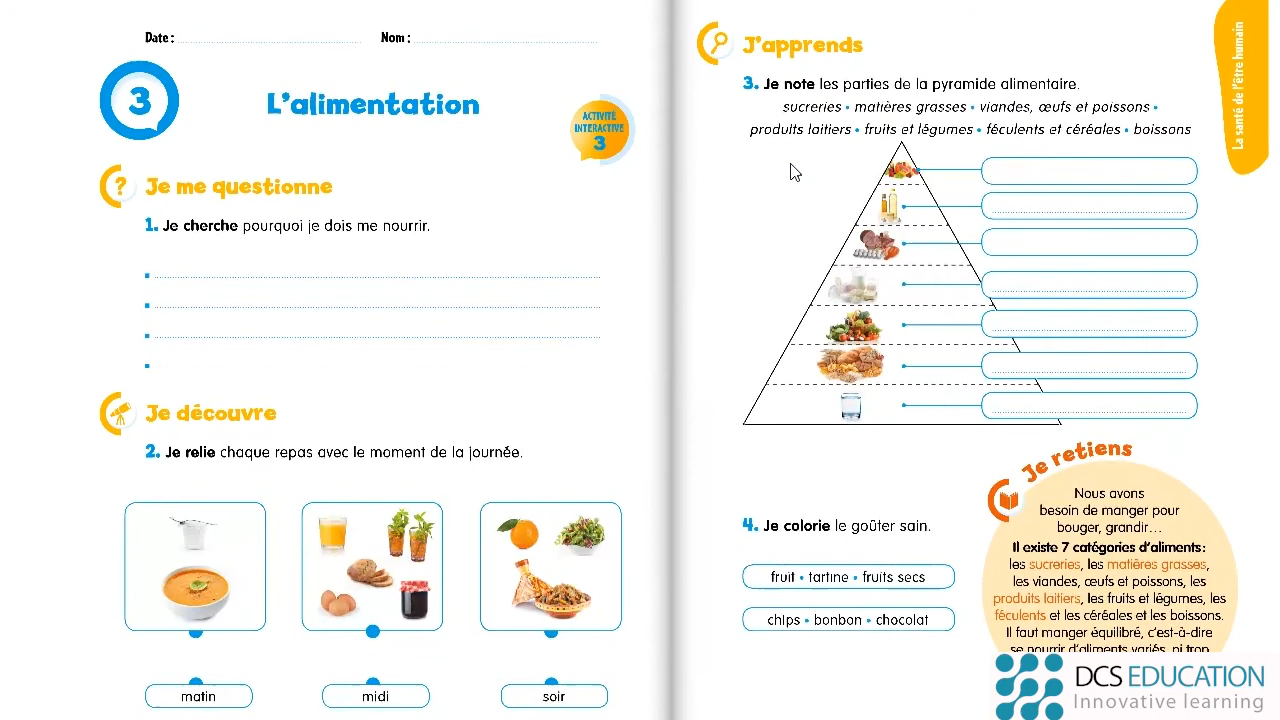 Date :
Nom :
3
L'alimentation
ACTIVITÉ
INTERACTIVE
3
? Je me questionne
1. Je cherche pourquoi je dois me nourrir.
Je découvre
2. Je relie chaque repas avec le moment de la journée.
matin
midi
soir
J'apprends
3. Je note les parties de la pyramide alimentaire.
sucreries • matières grasses • viandes, œufs et poissons •
produits laitiers • fruits et légumes • féculents et céréales • boissons
4. Je colorie le goûter sain.
fruit • tartine • fruits secs
chips • bonbon • chocolat
Je retiens
Nous avons
besoin de manger pour
bouger, grandir…
Il existe 7 catégories d'aliments :
les sucreries, les matières grasses,
les viandes, œufs et poissons, les
produits laitiers, les fruits et légumes, les
féculents et les céréales et les boissons.
Il faut manger équilibré, c'est-à-dire
se nourrir d'aliments variés, ni trop
La santé de l'être humain
DCS EDUCATION
Innovative learning